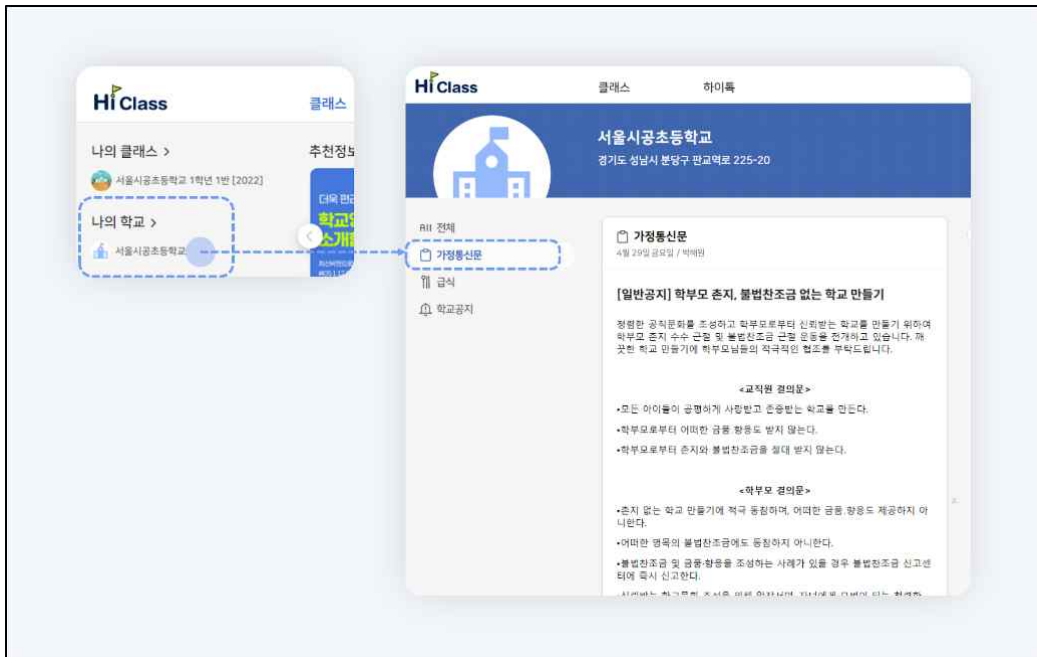 Hi Class
클래스
나의 클래스 >
추천정보
서울시공초등학교 1학년 1반 [2022]
더욱 편리
나의 학교 >
학교알
소개합
서울시공초등학교
Hi Class
클래스
하이톡
서울시공초등학교
경기도 성남시 분당구 판교역로 225-20
All 전체
가정통신문
급식
학교공지
가정통신문
4월 29일 금요일 / 박해원
[일반공지] 학부모 촌지, 불법찬조금 없는 학교 만들기
청렴한 공직문화를 조성하고 학부모로부터 신뢰받는 학교를 만들기 위하여
학부모 촌지 수수 근절 및 불법찬조금 근절 운동을 전개하고 있습니다. 깨
끗한 학교 만들기에 학부모님들의 적극적인 협조를 부탁드립니다.
<교직원 결의문>
•모든 아이들이 공평하게 사랑받고 존중받는 학교를 만든다.
•학부모로부터 어떠한 금품 향응도 받지 않는다.
•학부모로부터 촌지와 불법찬조금을 절대 받지 않는다.
<학부모 결의문>
•촌지 없는 학교 만들기에 적극 동참하며, 어떠한 금품·향응도 제공하지 아
니한다.
•어떠한 명목의 불법찬조금에도 동참하지 아니한다.
•불법찬조금 및 금품·향응을 조성하는 사례가 있을 경우 불법찬조금 신고센
터에 즉시 신고한다.